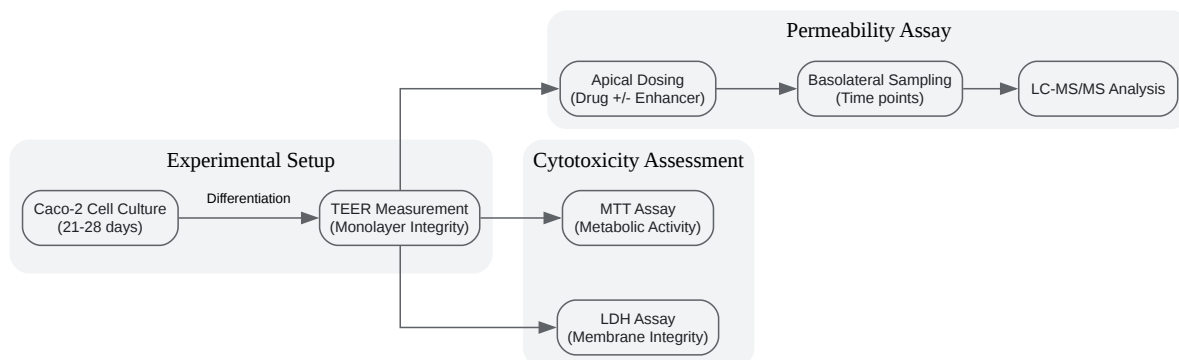 Permeability Assay
Apical Dosing
(Drug +/- Enhancer)
Basolateral Sampling
(Time points)
LC-MS/MS Analysis
Experimental Setup
Caco-2 Cell Culture
(21-28 days)
Differentiation
TEER Measurement
(Monolayer Integrity)
Cytotoxicity Assessment
MTT Assay
(Metabolic Activity)
LDH Assay
(Membrane Integrity)